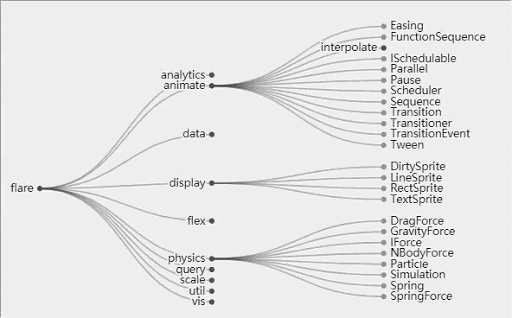 flare
analytics
animate
data
display
flex
physics
query
scale
util
vis
Easing
FunctionSequence
interpolate
ISchedulable
Parallel
Pause
Scheduler
Sequence
Transition
Transitioner
TransitionEvent
Tween
DirtySprite
LineSprite
RectSprite
TextSprite
DragForce
GravityForce
IForce
NBodyForce
Particle
Simulation
Spring
SpringForce